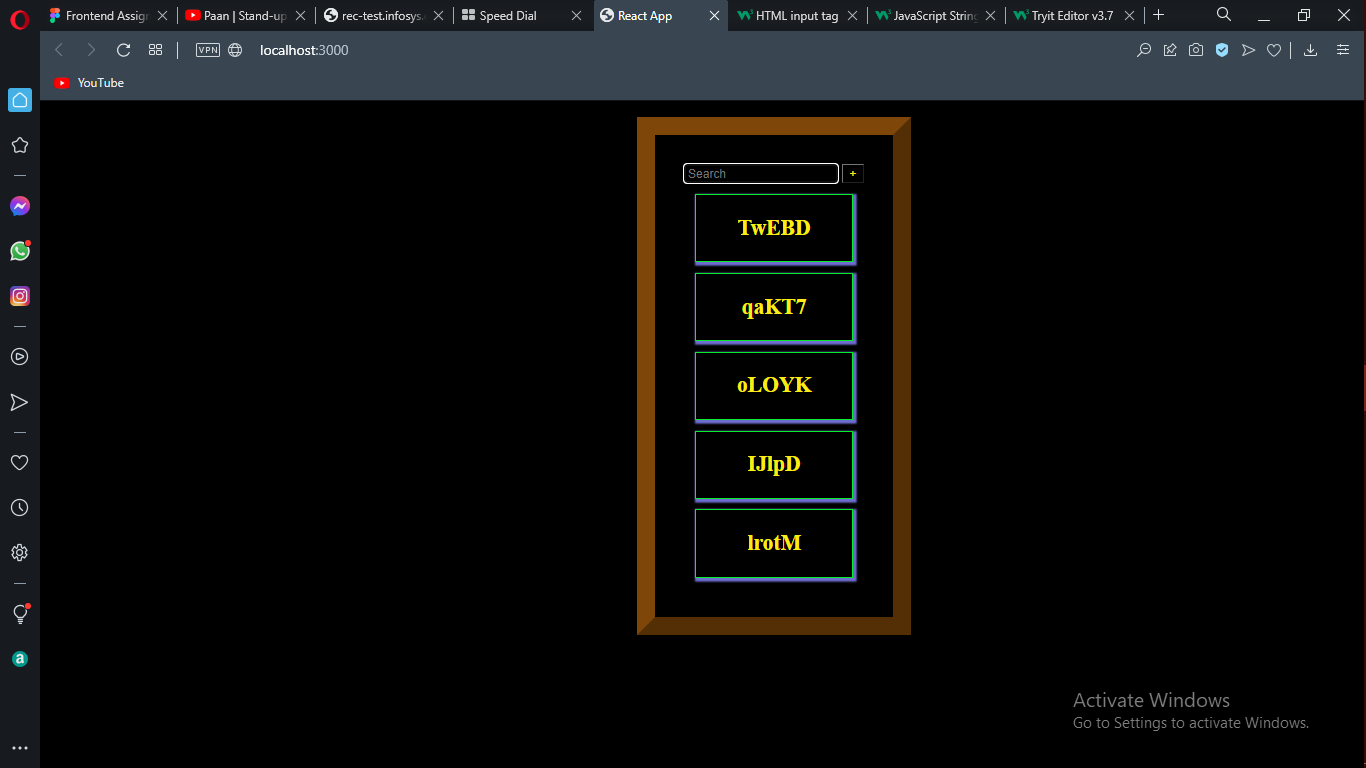 Frontend Assig
Paan | Stand-up
rec-test.infosys.
Speed Dial
React App
HTML input tag
JavaScript String
Tryit Editor v3.7
VPN
localhost:3000
YouTube
Search
+
TwEBD
qaKT7
oLOYK
IJlpD
lrotM
Activate Windows
Go to Settings to activate Windows.